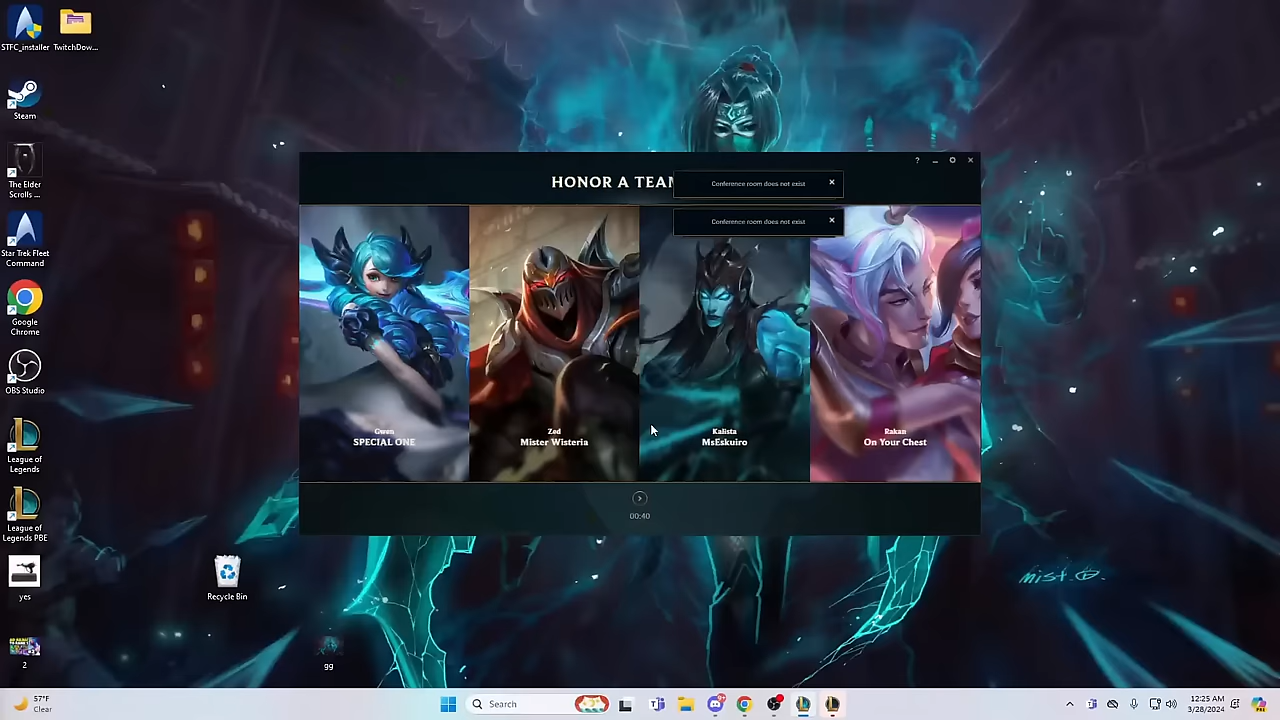 STFC_installer
TwitchDow...
Steam
The Elder
Scrolls ...
Star Trek Fleet
Command
Google
Chrome
OBS Studio
League of
Legends
League of
Legends PBE
yes
2
Recycle Bin
gg
?
HONOR A TEAM
Conference room does not exist
Conference room does not exist
Gwen
SPECIAL ONE
Zed
Mister Wisteria
Kalista
MsEskuiro
Rakan
On Your Chest
00:40
57°F
Clear
Search
9+
12:25 AM
3/28/2024